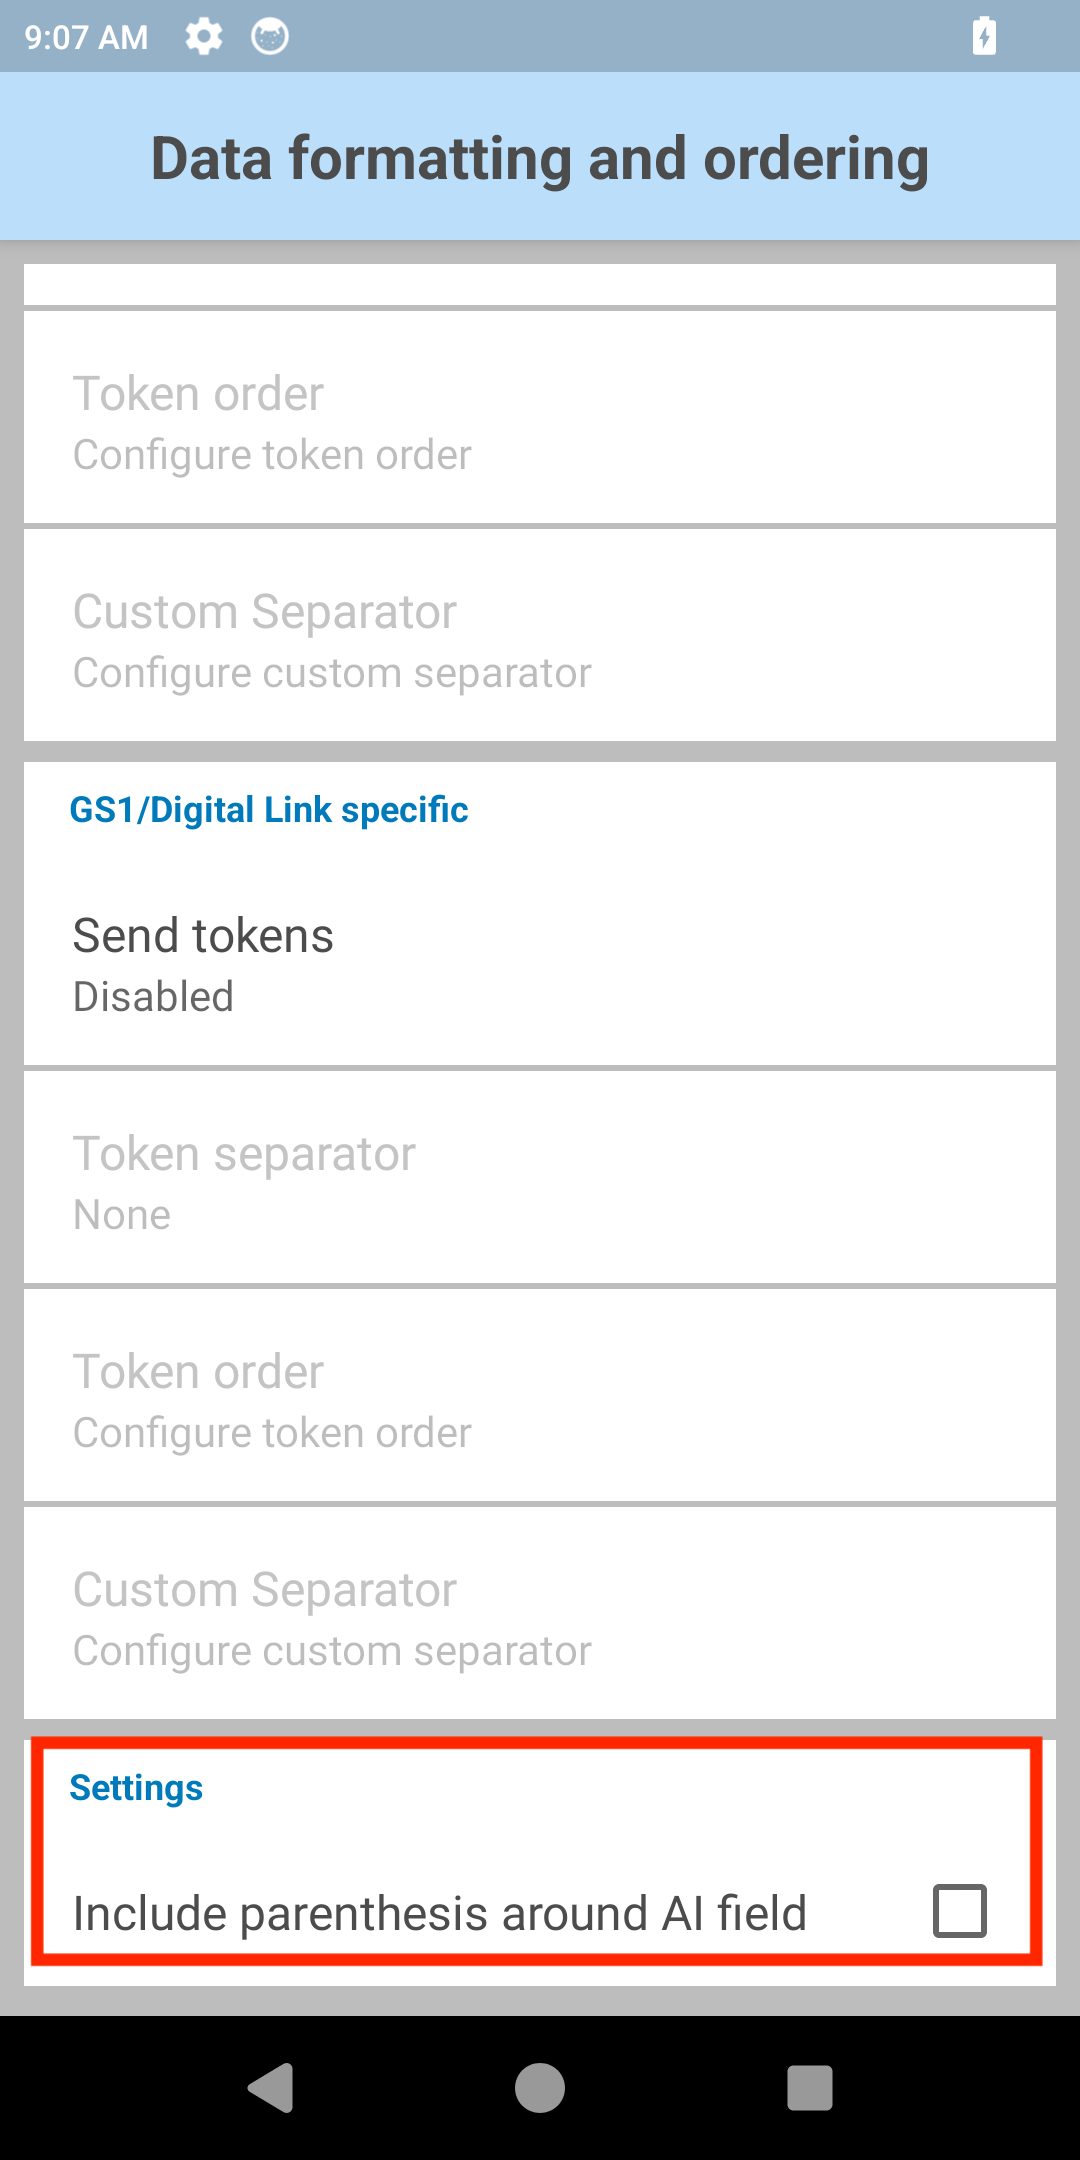 9:07 AM
Data formatting and ordering
Token order
Configure token order
Custom Separator
Configure custom separator
GS1/Digital Link specific
Send tokens
Disabled
Token separator
None
Token order
Configure token order
Custom Separator
Configure custom separator
Settings
Include parenthesis around AI field